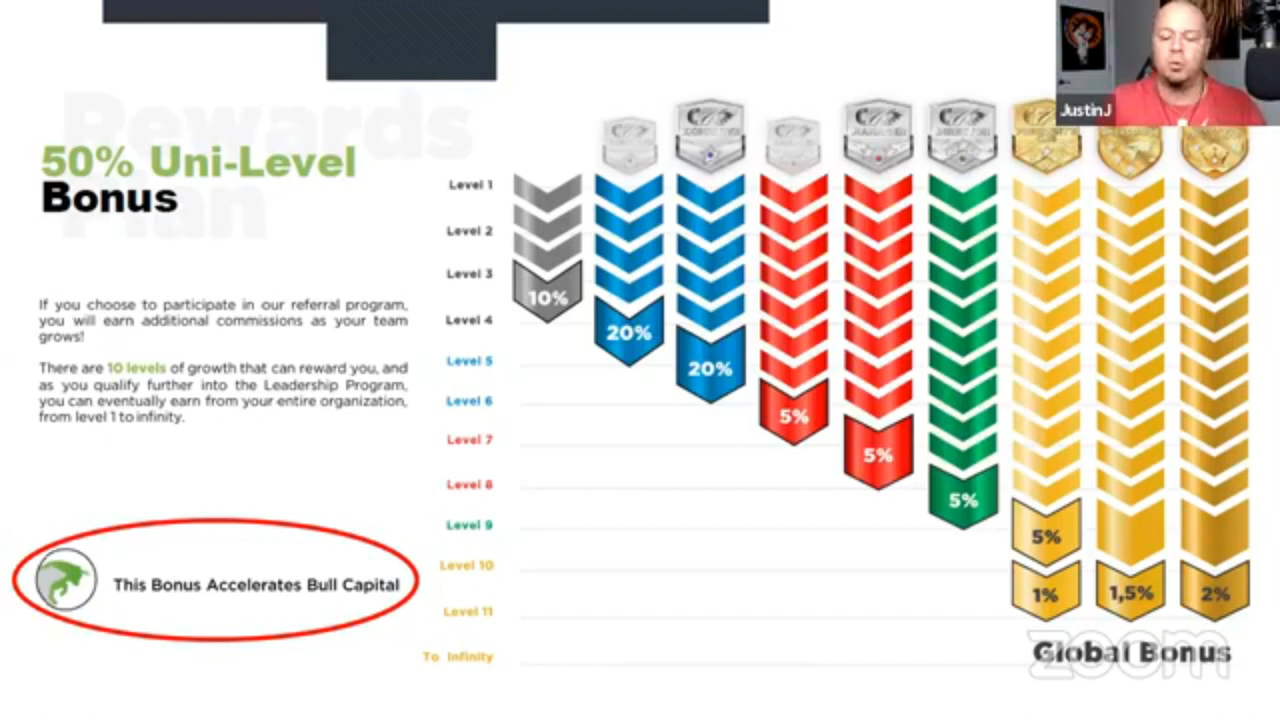 JustinJ
Rewards
Plan
50% Uni-Level
Bonus
If you choose to participate in our referral program,
you will earn additional commissions as your team
grows!
There are 10 levels of growth that can reward you, and
as you qualify further into the Leadership Program,
you can eventually earn from your entire organization,
from level 1 to infinity.
This Bonus Accelerates Bull Capital
Level 1
Level 2
Level 3
Level 4
Level 5
Level 6
Level 7
Level 8
Level 9
Level 10
Level 11
To Infinity
10%
20%
20%
5%
5%
5%
5%
1%
1,5%
2%
Global Bonus
zoom